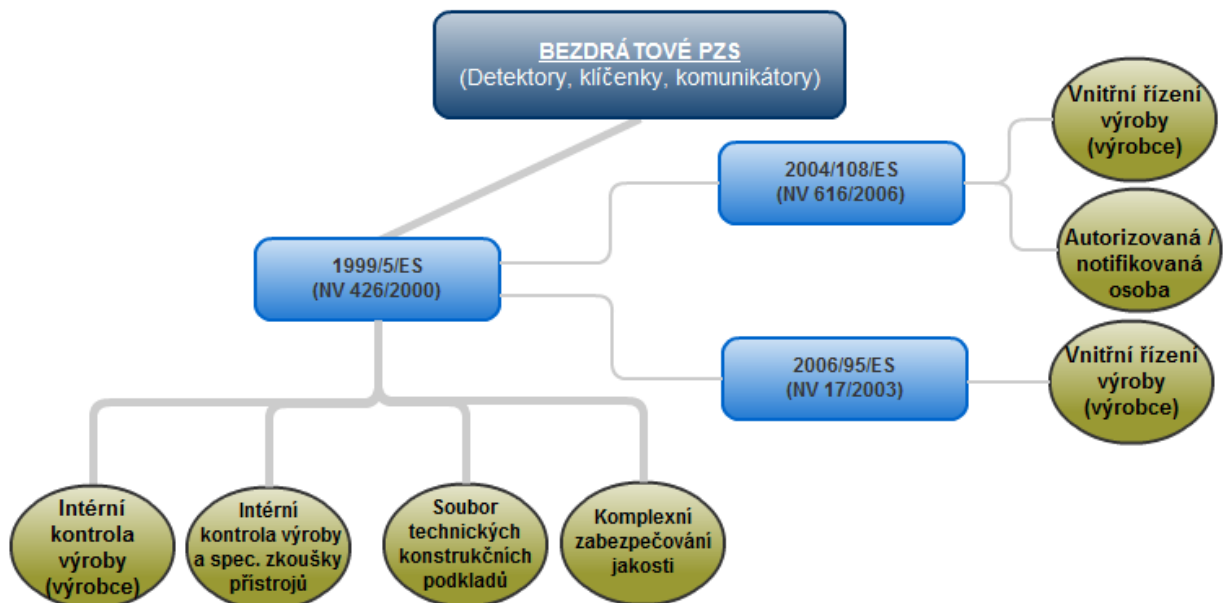 BEZDRÁTOVÉ PZS
(Detektory, klíčenky, komunikátory)
Vnitřní řízení
výroby
(výrobce)
2004/108/ES
(NV 616/2006)
Autorizovaná /
notifikovaná
osoba
1999/5/ES
(NV 426/2000)
2006/95/ES
(NV 17/2003)
Vnitřní řízení
výroby
(výrobce)
Intérní
kontrola
výroby
(výrobce)
Intérní
kontrola výroby
a spec. zkoušky
přístrojů
Soubor
technických
konstrukčních
podkladů
Komplexní
zabezpečování
jakosti